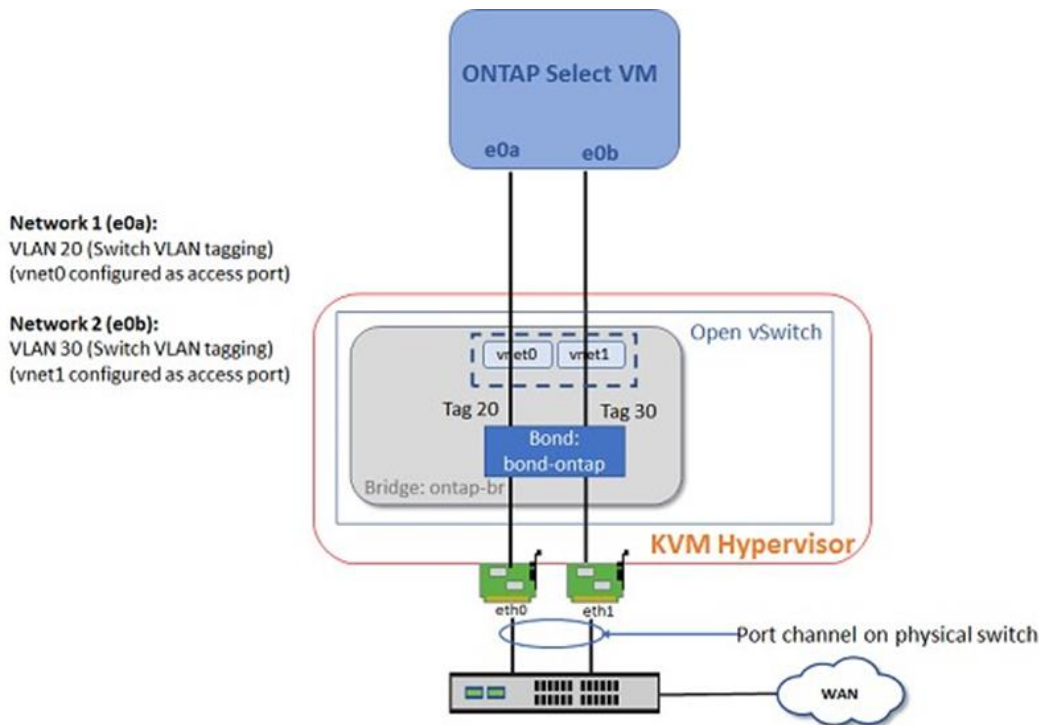 ONTAP Select VM
e0a
e0b
Network 1 (e0a):
VLAN 20 (Switch VLAN tagging)
(vnet0 configured as access port)
Network 2 (e0b):
VLAN 30 (Switch VLAN tagging)
(vnet1 configured as access port)
Open vSwitch
vnet0
vnet1
Tag 20
Tag 30
Bond:
bond-ontap
Bridge: ontap-br
KVM Hypervisor
eth0
eth1
Port channel on physical switch
WAN